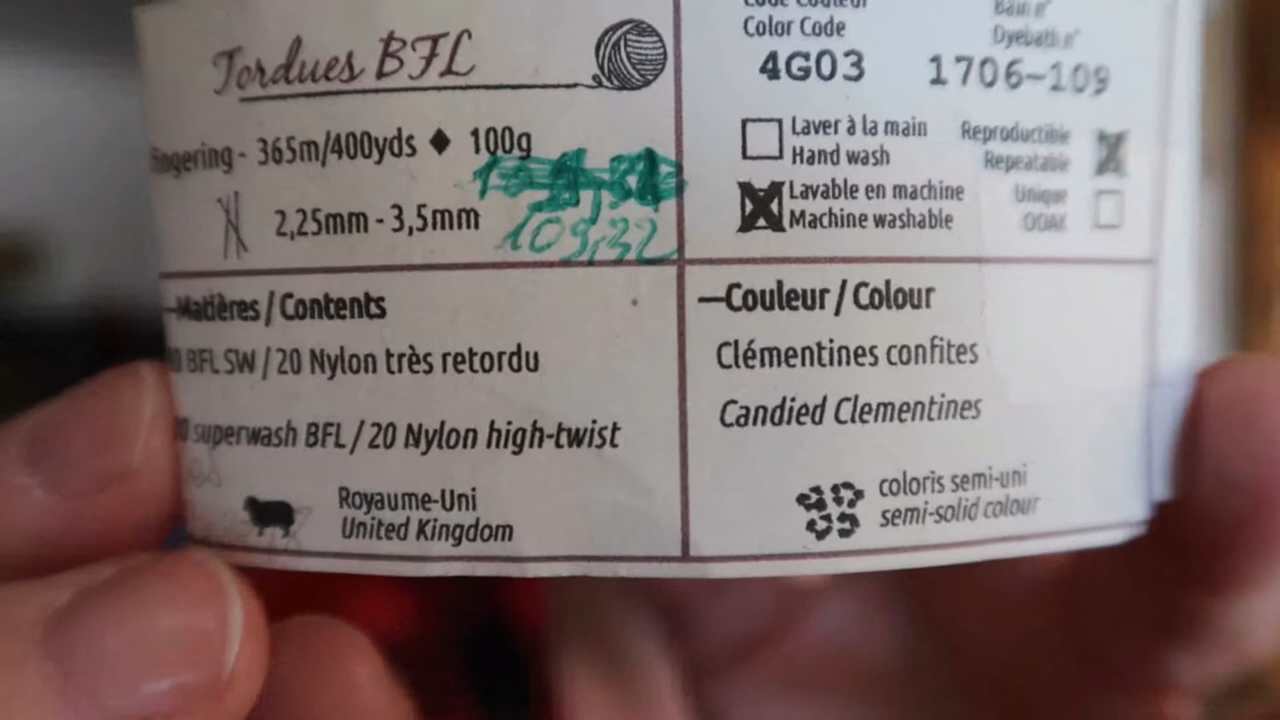 Tordues BFL
Fingering - 365m/400yds ♦ 100g
2,25mm - 3,5mm
109,32
Matières / Contents
BFL SW / 20 Nylon très retordu
superwash BFL / 20 Nylon high-twist
Royaume-Uni
United Kingdom
Code Couleur
Color Code
4G03
Bain n°
Dyebath n°
1706-109
Laver à la main
Hand wash
Lavable en machine
Machine washable
Reproductible
Repeatable
Unique
OOAK
Couleur / Colour
Clémentines confites
Candied Clementines
coloris semi-uni
semi-solid colour